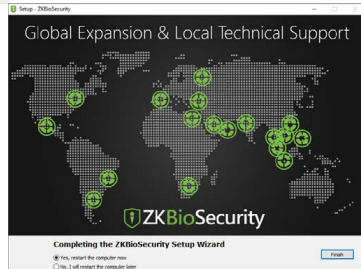 Setup - ZKBioSecurity
Global Expansion & Local Technical Support
ZKBioSecurity
Completing the ZKBioSecurity Setup Wizard
Yes, restart the computer now
No, I will restart the computer later
Finish